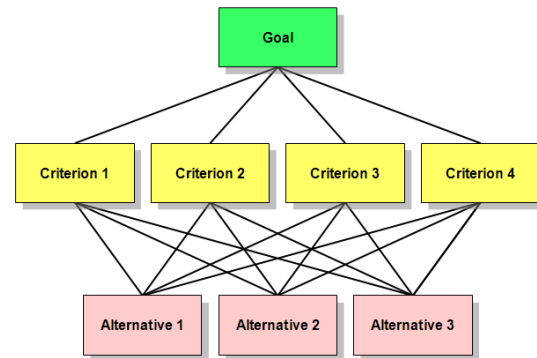 Goal
Criterion 1
Criterion 2
Criterion 3
Criterion 4
Alternative 1
Alternative 2
Alternative 3